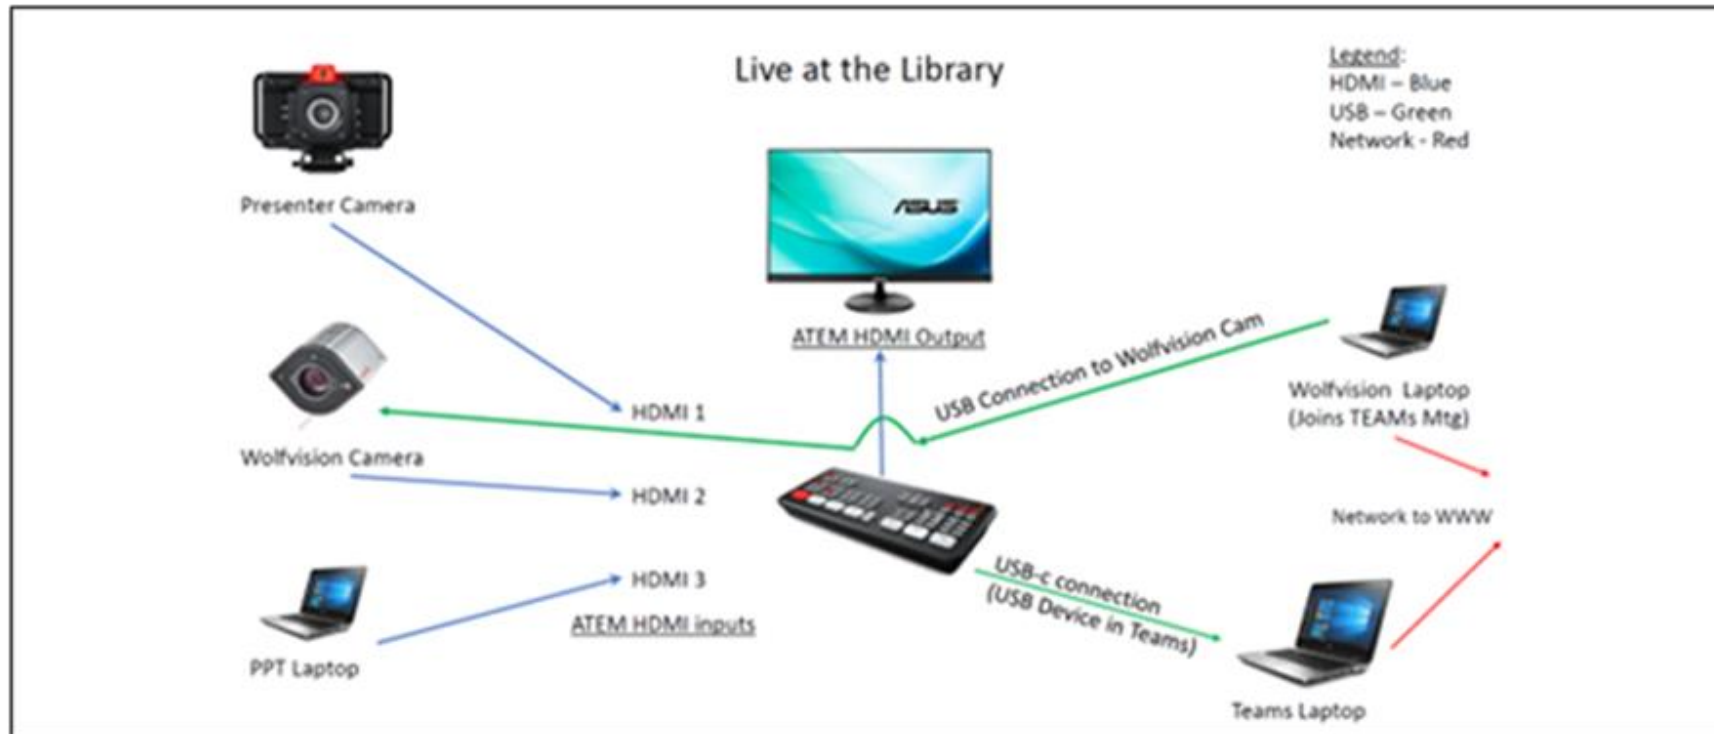 Live at the Library
Legend:
HDMI – Blue
USB – Green
Network - Red
Presenter Camera
ASUS
ATEM HDMI Output
USB Connection to Wolfvision Cam
Wolfvision Laptop
(Joins TEAMs Mtg)
HDMI 1
Wolfvision Camera
HDMI 2
Network to WWW
HDMI 3
ATEM HDMI inputs
USB-c connection
(USB Device in Teams)
PPT Laptop
Teams Laptop